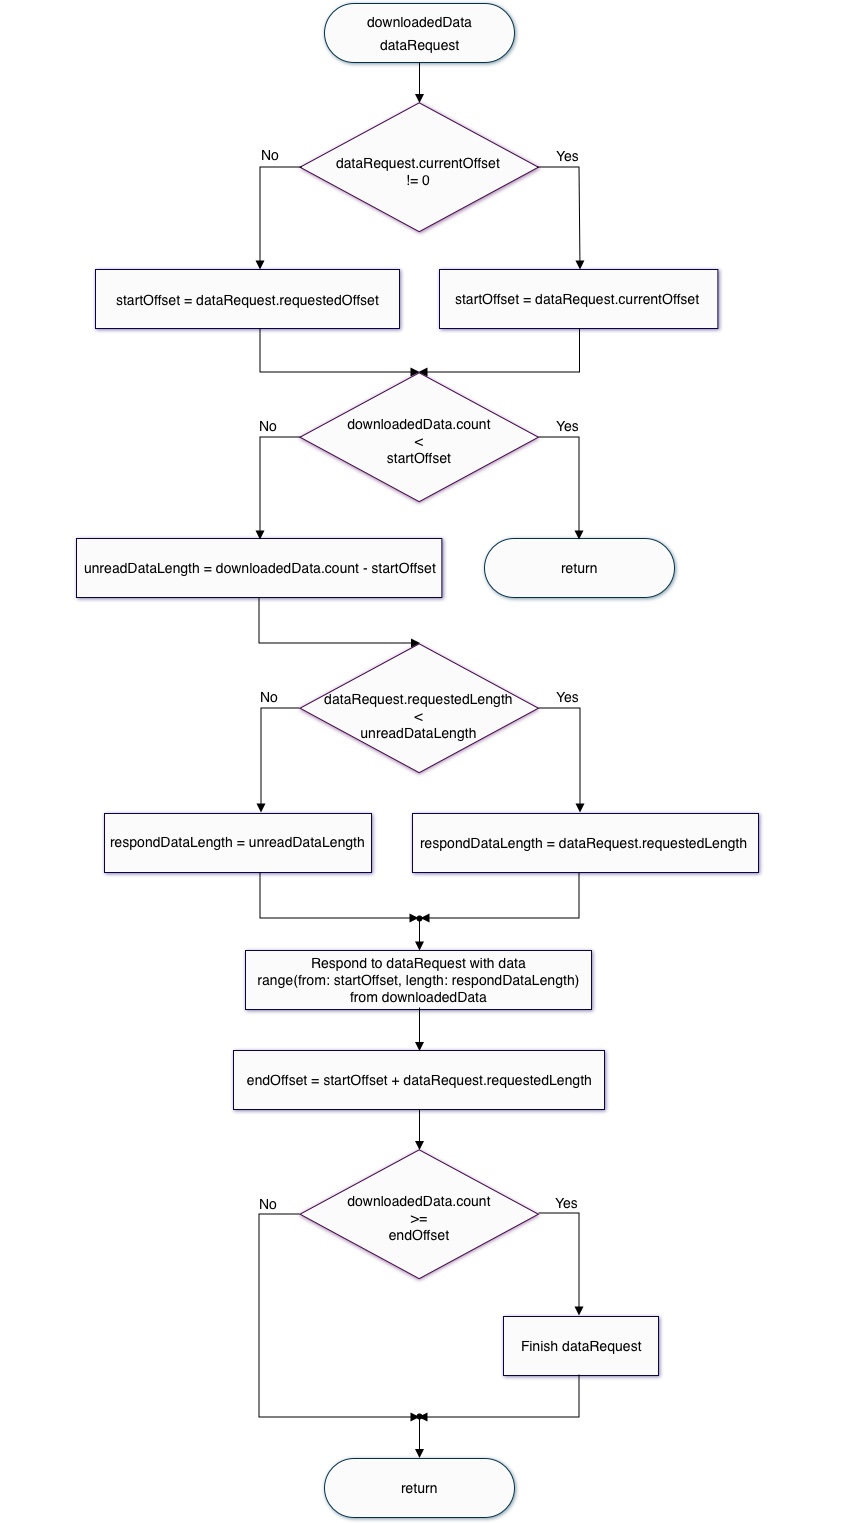 downloadedData
dataRequest
dataRequest.currentOffset
!= 0
No
Yes
startOffset = dataRequest.requestedOffset
startOffset = dataRequest.currentOffset
downloadedData.count
<
startOffset
No
Yes
unreadDataLength = downloadedData.count - startOffset
return
dataRequest.requestedLength
<
unreadDataLength
No
Yes
respondDataLength = unreadDataLength
respondDataLength = dataRequest.requestedLength
Respond to dataRequest with data
range(from: startOffset, length: respondDataLength)
from downloadedData
endOffset = startOffset + dataRequest.requestedLength
downloadedData.count
>=
endOffset
No
Yes
Finish dataRequest
return